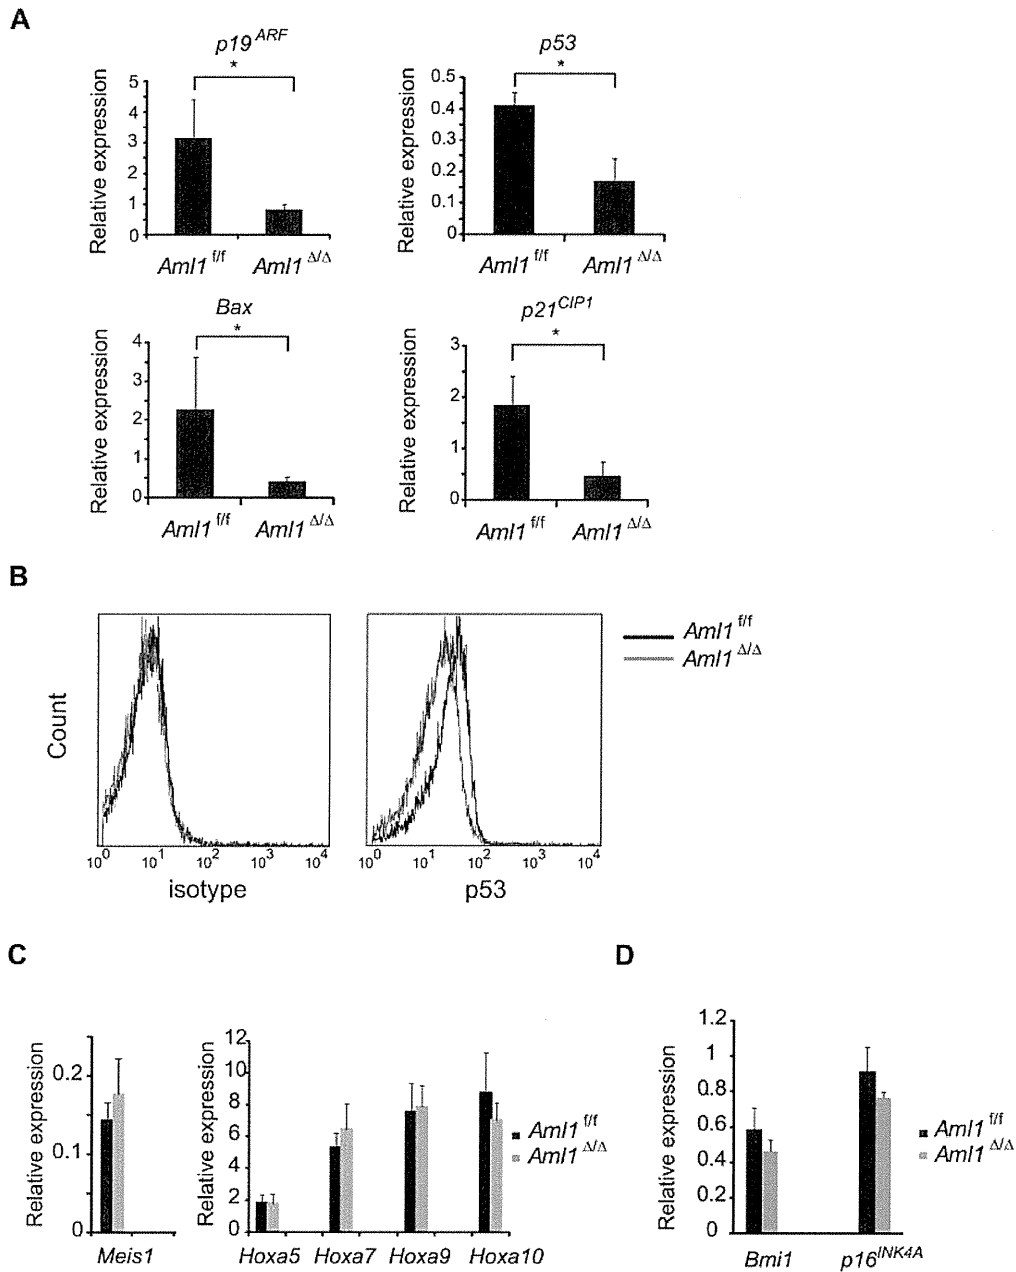 A
p19 ARF
*
Relative expression
5
4
3
2
1
0
Aml1 f/f
Aml1 Δ/Δ
p53
*
Relative expression
0.5
0.4
0.3
0.2
0.1
0
Aml1 f/f
Aml1 Δ/Δ
Bax
*
Relative expression
4
3
2
1
0
Aml1 f/f
Aml1 Δ/Δ
p21 CIP1
*
Relative expression
3
2
1
0
Aml1 f/f
Aml1 Δ/Δ
B
Count
10^0 10^1 10^2 10^3 10^4
isotype
10^0 10^1 10^2 10^3 10^4
p53
Aml1 f/f
Aml1 Δ/Δ
C
Relative expression
0.2
0.1
0
Meis1
Relative expression
12
10
8
6
4
2
0
Hoxa5 Hoxa7 Hoxa9 Hoxa10
Aml1 f/f
Aml1 Δ/Δ
D
Relative expression
1.2
1
0.8
0.6
0.4
0.2
0
Bmi1 p16 INK4A
Aml1 f/f
Aml1 Δ/Δ